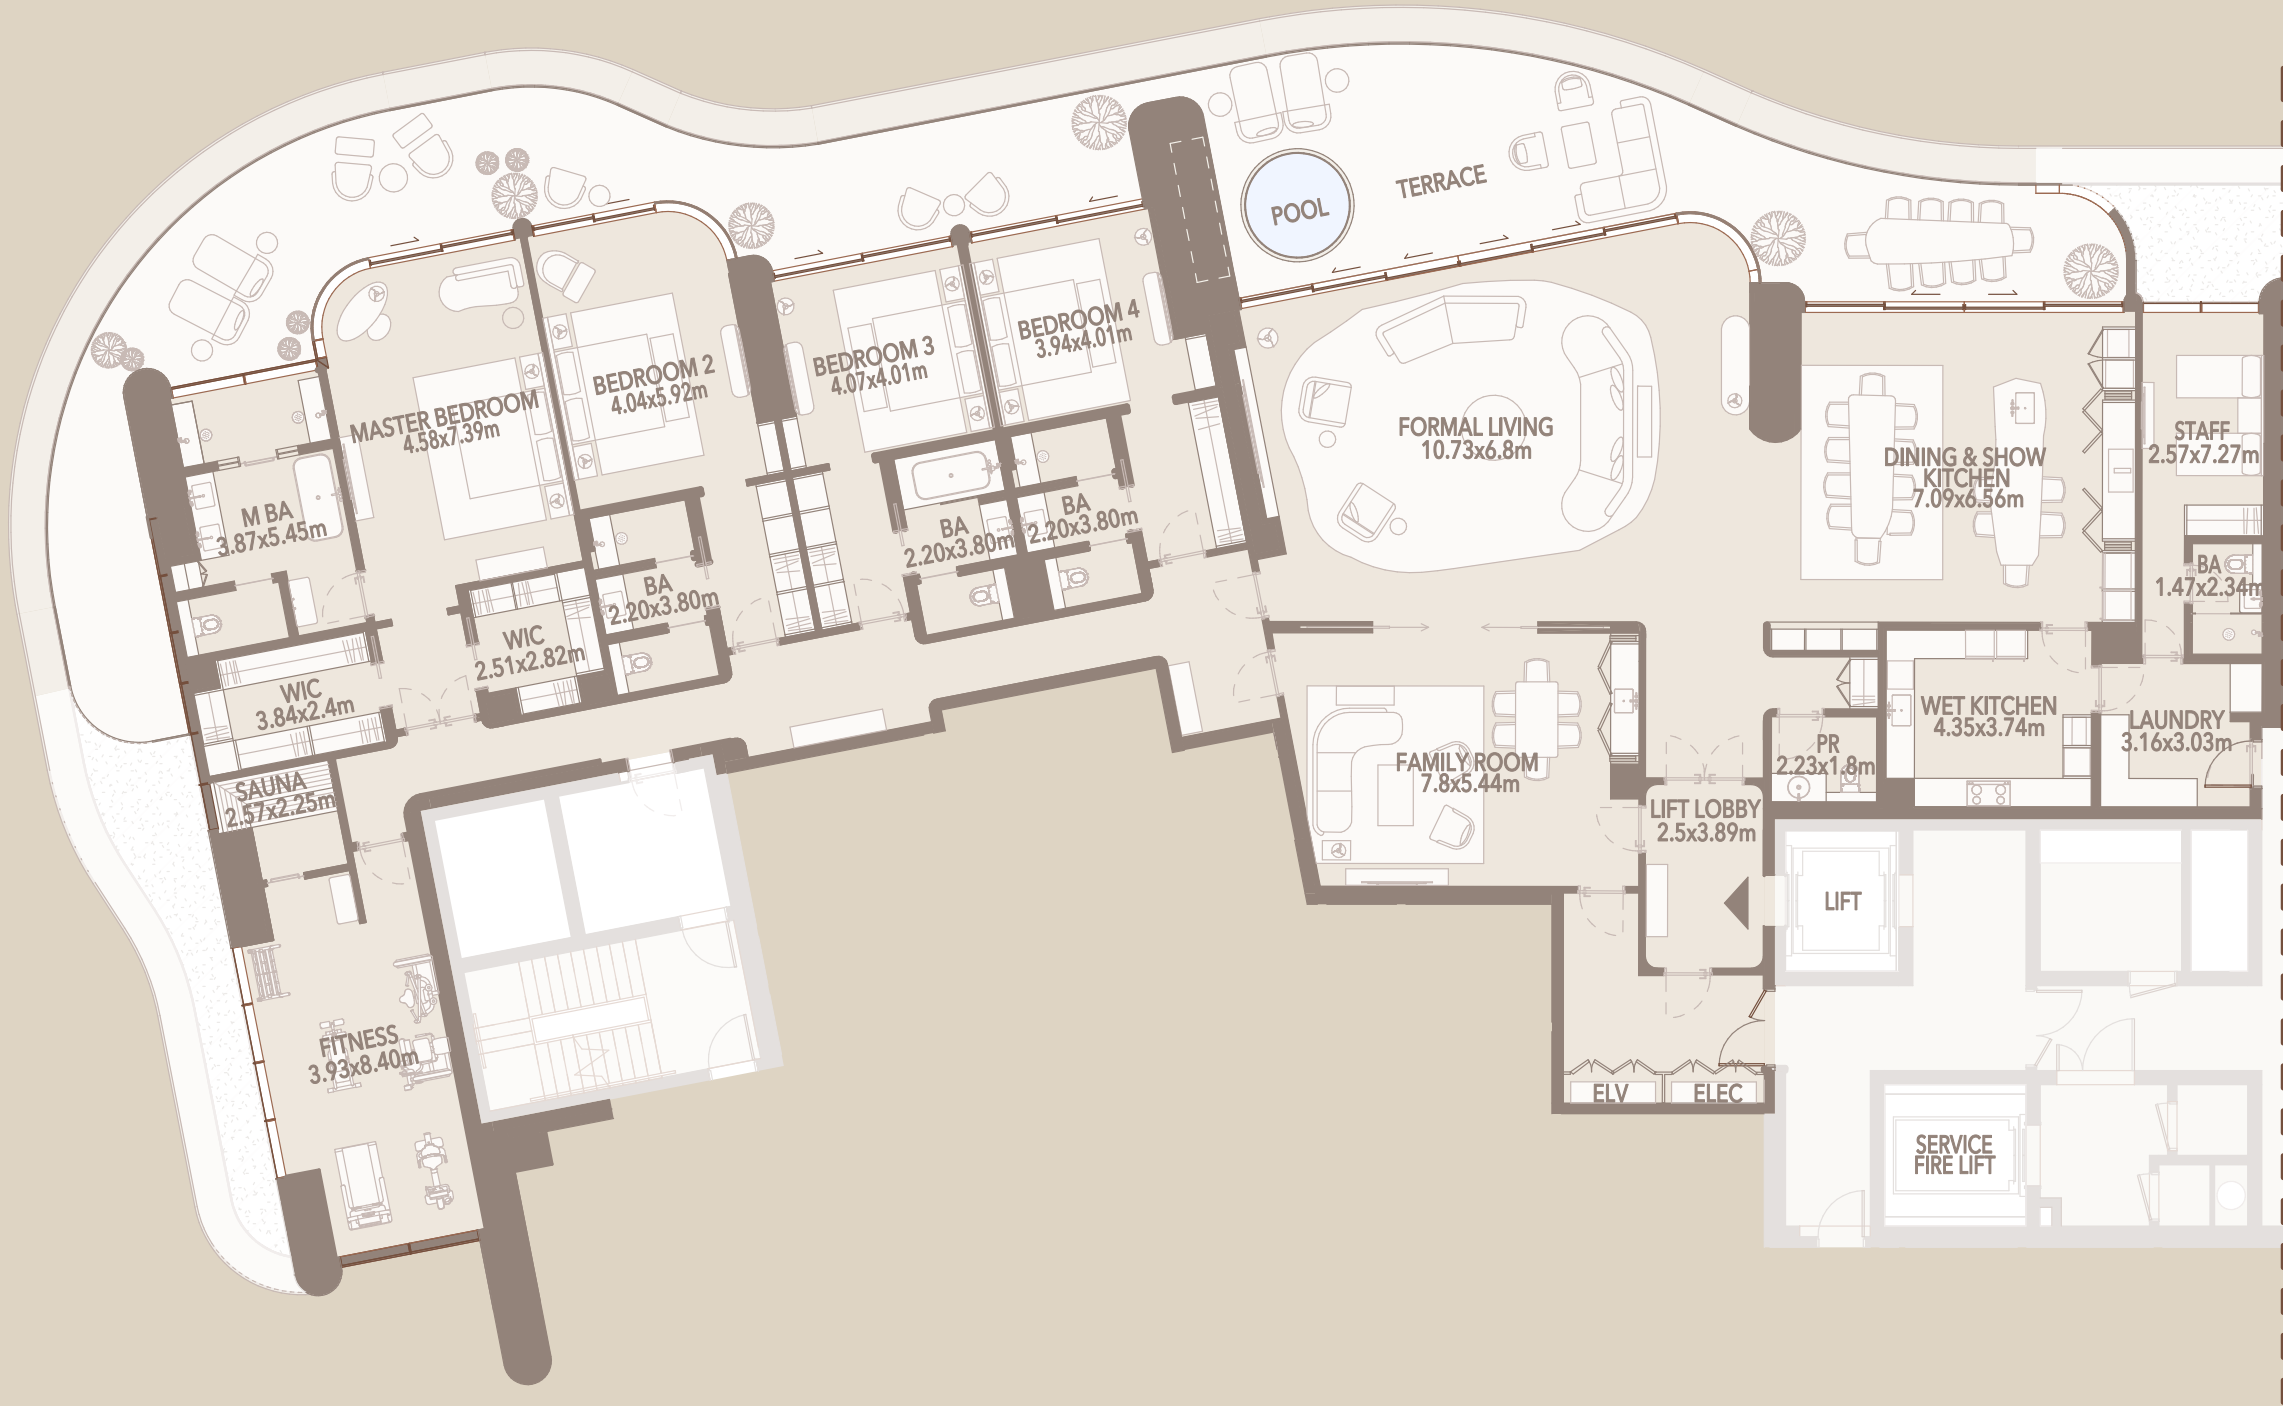 POOL
TERRACE
MASTER BEDROOM
4.58x7.39m
BEDROOM 2
4.04x5.92m
BEDROOM 3
4.07x4.01m
BEDROOM 4
3.94x4.01m
FORMAL LIVING
10.73x6.8m
DINING & SHOW
KITCHEN
7.09x6.56m
STAFF
2.57x7.27m
M BA
3.87x5.45m
BA
2.20x3.80m
BA
2.20x3.80m
BA
2.20x3.80m
BA
1.47x2.34m
WIC
2.51x2.82m
WIC
3.84x2.4m
SAUNA
2.57x2.25m
FAMILY ROOM
7.8x5.44m
WET KITCHEN
4.35x3.74m
LAUNDRY
3.16x3.03m
PR
2.23x1.8m
LIFT LOBBY
2.5x3.89m
LIFT
FITNESS
3.93x8.40m
ELV
ELEC
SERVICE
FIRE LIFT